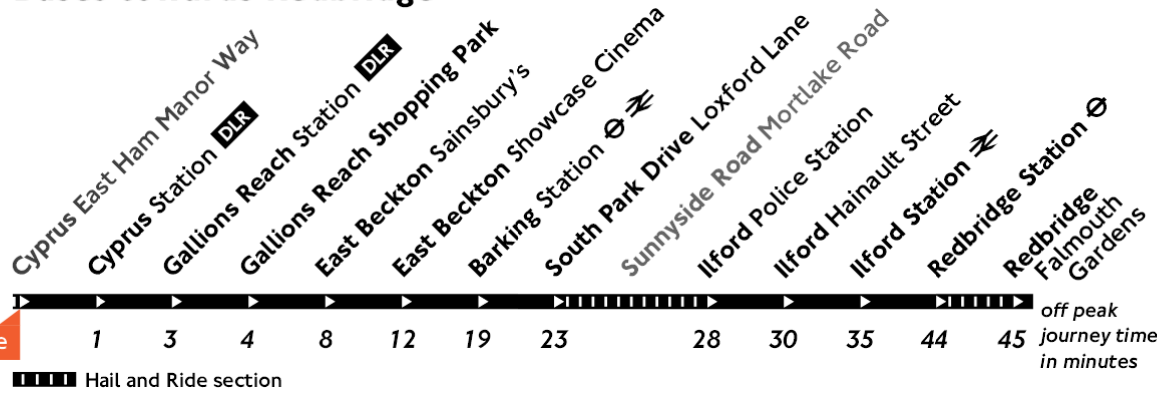 Cyprus East Ham Manor Way
Cyprus Station DLR
Gallions Reach Station DLR
Gallions Reach Shopping Park
East Beckton Sainsbury's
East Beckton Showcase Cinema
Barking Station
South Park Drive Loxford Lane
Sunnyside Road Mortlake Road
Ilford Police Station
Ilford Hainault Street
Ilford Station
Redbridge Station
Redbridge
Falmouth
Gardens
1 3 4 8 12 19 23 28 30 35 44 45
off peak
journey time
in minutes
Hail and Ride section